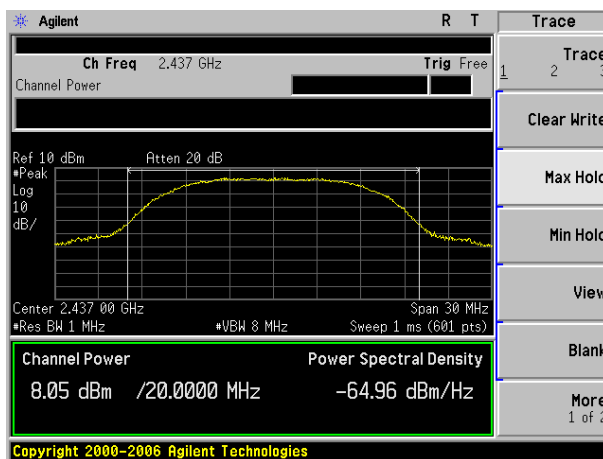 Agilent R T Trace
Ch Freq 2.437 GHz Trig Free
Channel Power
Trace
1 2
Clear Write
Max Hold
Min Hold
View
Blank
More
1 of 2
Ref 10 dBm Atten 20 dB
#Peak
Log
10
dB/
Center 2.437 00 GHz Span 30 MHz
#Res BW 1 MHz #VBW 8 MHz Sweep 1 ms (601 pts)
Channel Power Power Spectral Density
8.05 dBm /20.0000 MHz -64.96 dBm/Hz
Copyright 2000-2006 Agilent Technologies